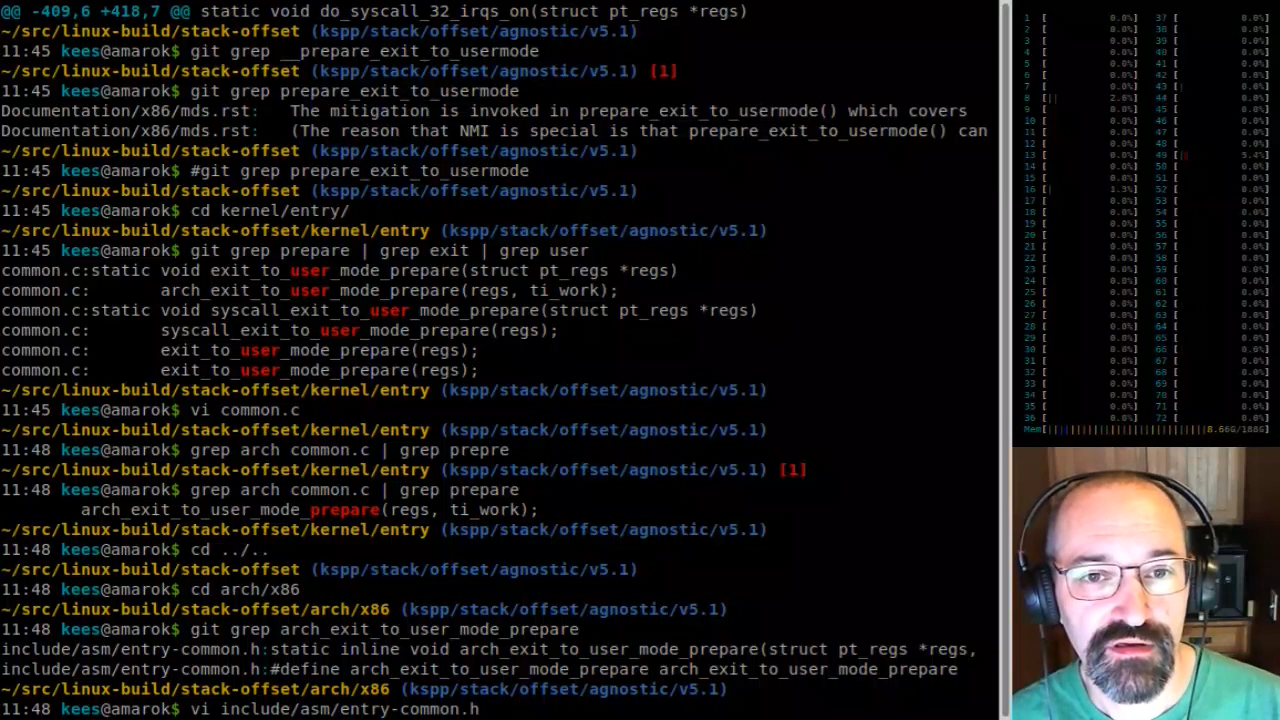 @@ -409,6 +418,7 @@ static void do_syscall_32_irqs_on(struct pt_regs *regs)
~/src/linux-build/stack-offset (kspp/stack/offset/agnostic/v5.1)
11:45 kees@amarok$ git grep __prepare_exit_to_usermode
~/src/linux-build/stack-offset (kspp/stack/offset/agnostic/v5.1) [1]
11:45 kees@amarok$ git grep prepare_exit_to_usermode
Documentation/x86/mds.rst:   The mitigation is invoked in prepare_exit_to_usermode() which covers
Documentation/x86/mds.rst:   (The reason that NMI is special is that prepare_exit_to_usermode() can
~/src/linux-build/stack-offset (kspp/stack/offset/agnostic/v5.1)
11:45 kees@amarok$ #git grep prepare_exit_to_usermode
~/src/linux-build/stack-offset (kspp/stack/offset/agnostic/v5.1)
11:45 kees@amarok$ cd kernel/entry/
~/src/linux-build/stack-offset/kernel/entry (kspp/stack/offset/agnostic/v5.1)
11:45 kees@amarok$ git grep prepare | grep exit | grep user
common.c:static void exit_to_user_mode_prepare(struct pt_regs *regs)
common.c:       arch_exit_to_user_mode_prepare(regs, ti_work);
common.c:static void syscall_exit_to_user_mode_prepare(struct pt_regs *regs)
common.c:       syscall_exit_to_user_mode_prepare(regs);
common.c:       exit_to_user_mode_prepare(regs);
common.c:       exit_to_user_mode_prepare(regs);
~/src/linux-build/stack-offset/kernel/entry (kspp/stack/offset/agnostic/v5.1)
11:45 kees@amarok$ vi common.c
~/src/linux-build/stack-offset/kernel/entry (kspp/stack/offset/agnostic/v5.1)
11:48 kees@amarok$ grep arch common.c | grep prepre
~/src/linux-build/stack-offset/kernel/entry (kspp/stack/offset/agnostic/v5.1) [1]
11:48 kees@amarok$ grep arch common.c | grep prepare
        arch_exit_to_user_mode_prepare(regs, ti_work);
~/src/linux-build/stack-offset/kernel/entry (kspp/stack/offset/agnostic/v5.1)
11:48 kees@amarok$ cd ../..
~/src/linux-build/stack-offset (kspp/stack/offset/agnostic/v5.1)
11:48 kees@amarok$ cd arch/x86
~/src/linux-build/stack-offset/arch/x86 (kspp/stack/offset/agnostic/v5.1)
11:48 kees@amarok$ git grep arch_exit_to_user_mode_prepare
include/asm/entry-common.h:static inline void arch_exit_to_user_mode_prepare(struct pt_regs *regs,
include/asm/entry-common.h:#define arch_exit_to_user_mode_prepare arch_exit_to_user_mode_prepare
~/src/linux-build/stack-offset/arch/x86 (kspp/stack/offset/agnostic/v5.1)
11:48 kees@amarok$ vi include/asm/entry-common.h